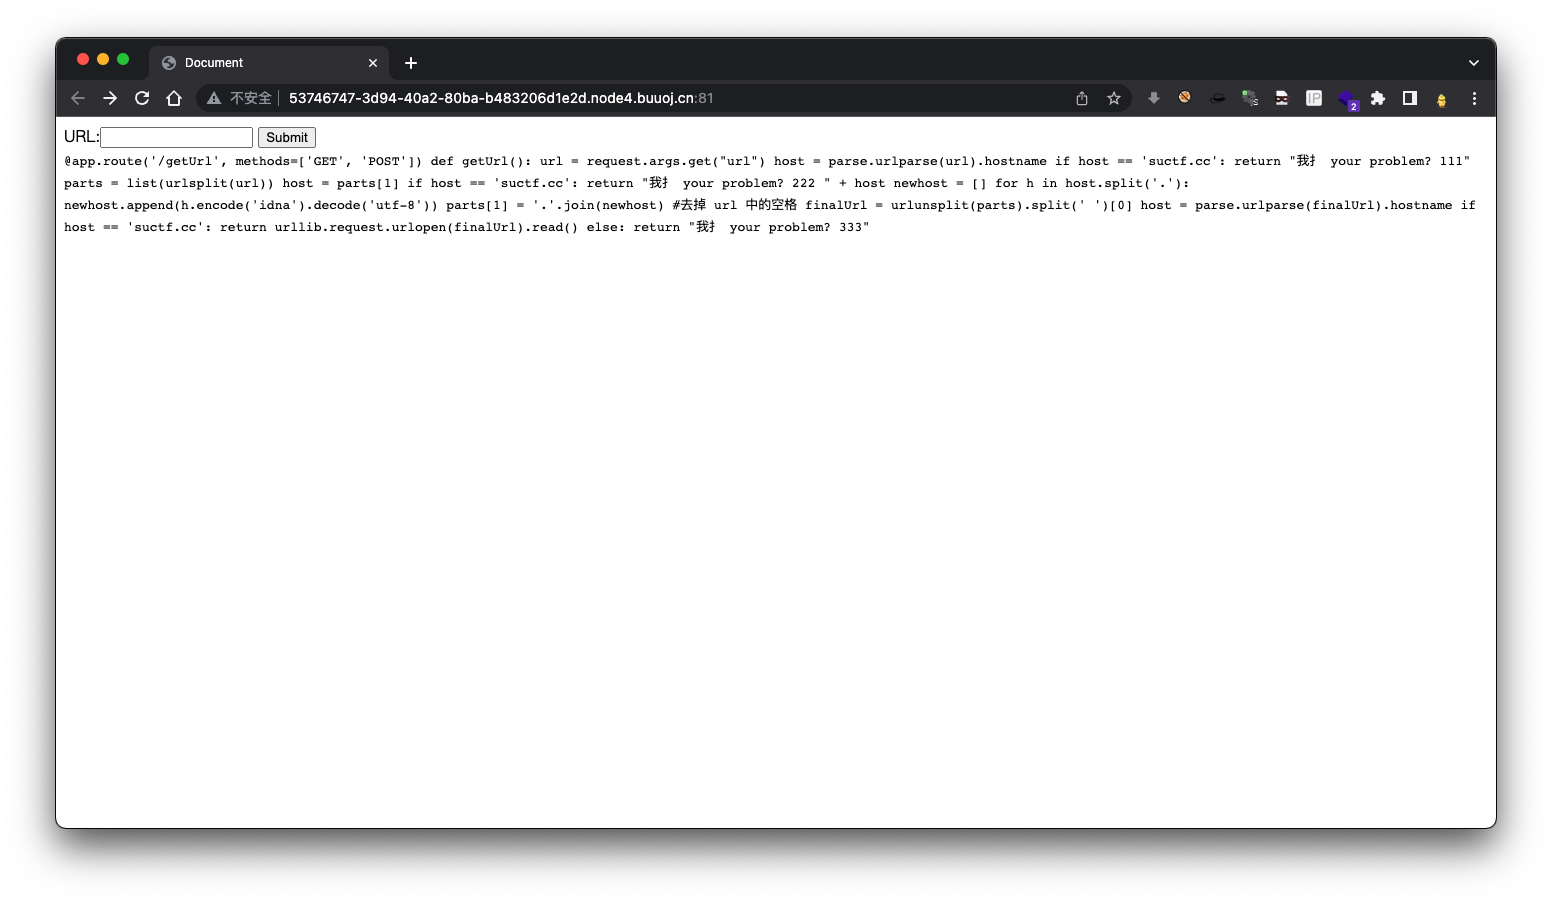 Document
不安全 53746747-3d94-40a2-80ba-b483206d1e2d.node4.buuoj.cn:81
IP
2
URL: Submit
@app.route('/getUrl', methods=['GET', 'POST']) def getUrl(): url = request.args.get("url") host = parse.urlparse(url).hostname if host == 'suctf.cc': return "我扌 your problem? 111"
parts = list(urlsplit(url)) host = parts[1] if host == 'suctf.cc': return "我扌 your problem? 222 " + host newhost = [] for h in host.split('.'):
newhost.append(h.encode('idna').decode('utf-8')) parts[1] = '.'.join(newhost) #去掉 url 中的空格 finalUrl = urlunsplit(parts).split(' ')[0] host = parse.urlparse(finalUrl).hostname if
host == 'suctf.cc': return urllib.request.urlopen(finalUrl).read() else: return "我扌 your problem? 333"